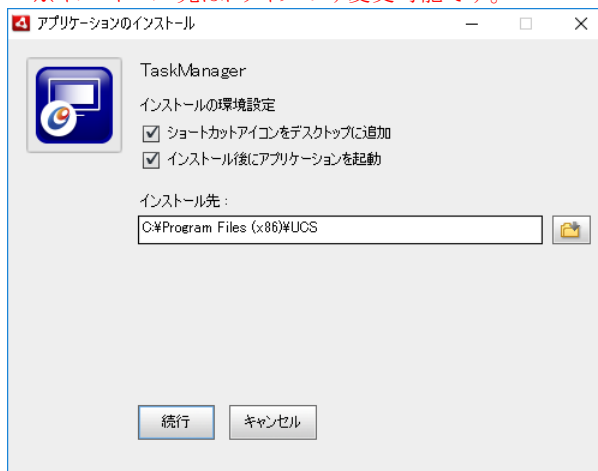 アプリケーションのインストール
TaskManager
インストールの環境設定
ショートカットアイコンをデスクトップに追加
インストール後にアプリケーションを起動
インストール先:
C:¥Program Files (x86)¥UCS
続行
キャンセル